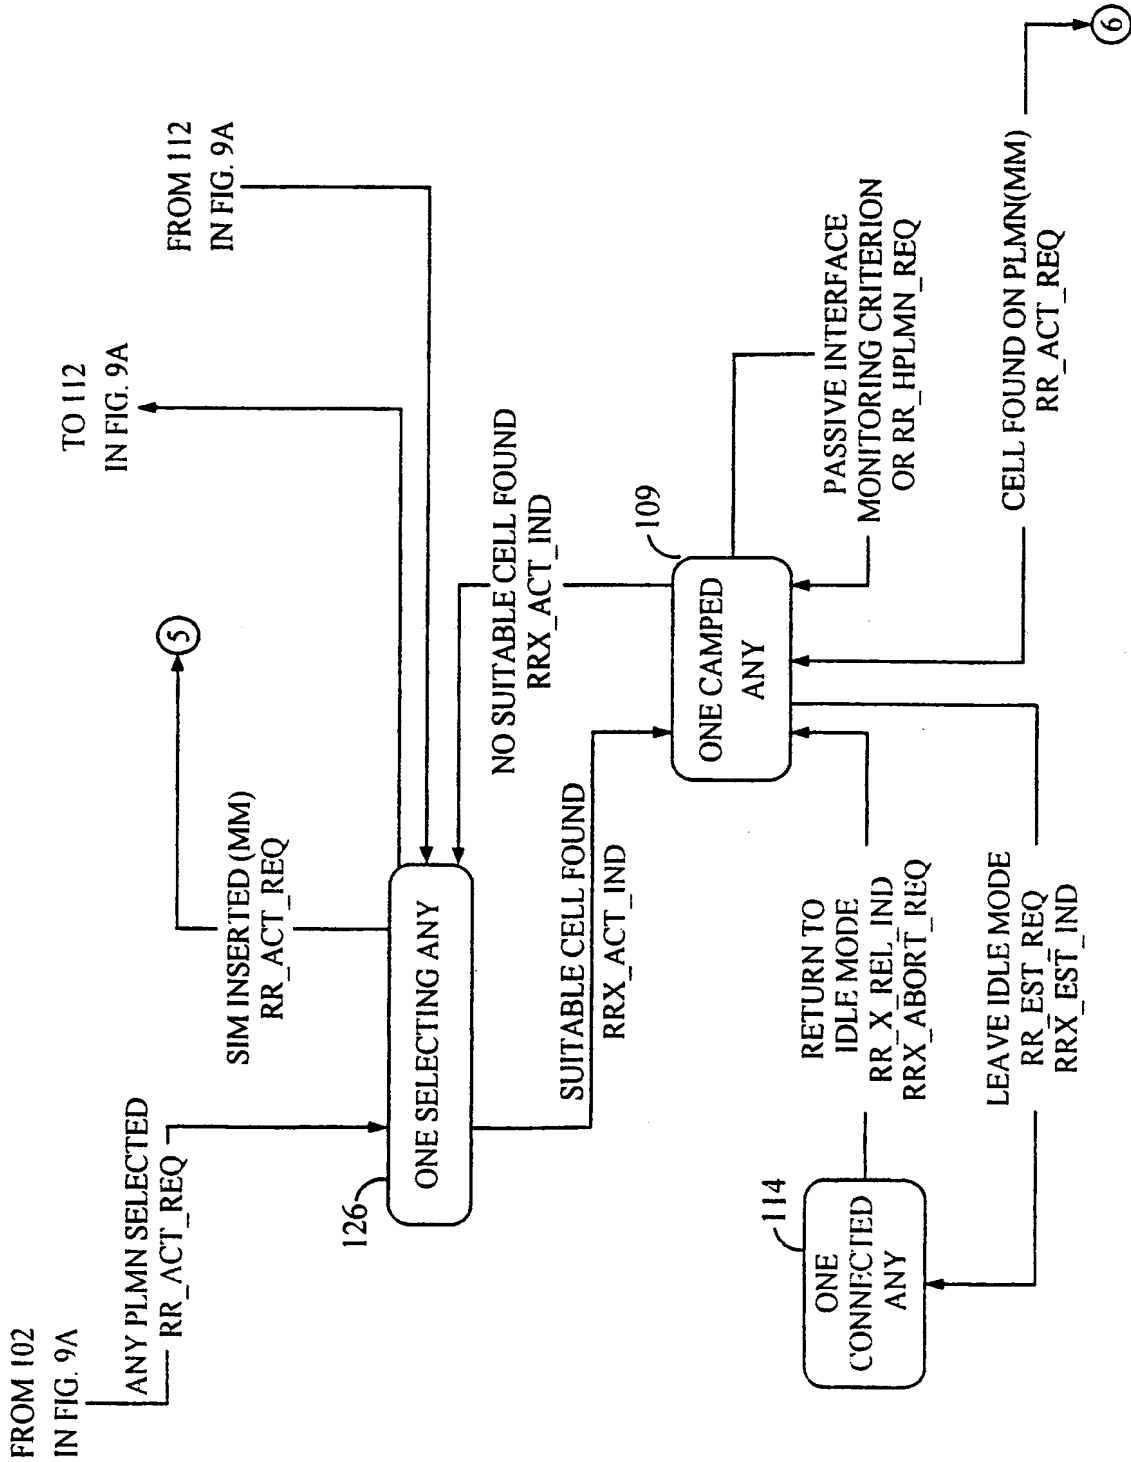 FROM 102
IN FIG. 9A
ANY PLMN SELECTED
RR_ACT_REQ
SIM INSERTED (MM)
RR_ACT_REQ
5
TO 112
IN FIG. 9A
FROM 112
IN FIG. 9A
126
ONE SELECTING ANY
SUITABLE CELL FOUND
RRX_ACT_IND
NO SUITABLE CELL FOUND
RRX_ACT_IND
109
ONE CAMPED
ANY
PASSIVE INTERFACE
MONITORING CRITERION
OR RR_HPLMN_REQ
114
ONE
CONNECTED
ANY
RETURN TO
IDLE MODE
RR_X_REL_IND
RRX_ABORT_REQ
LEAVE IDLE MODE
RR_EST_REQ
RRX_EST_IND
CELL FOUND ON PLMN(MM)
RR_ACT_REQ
6